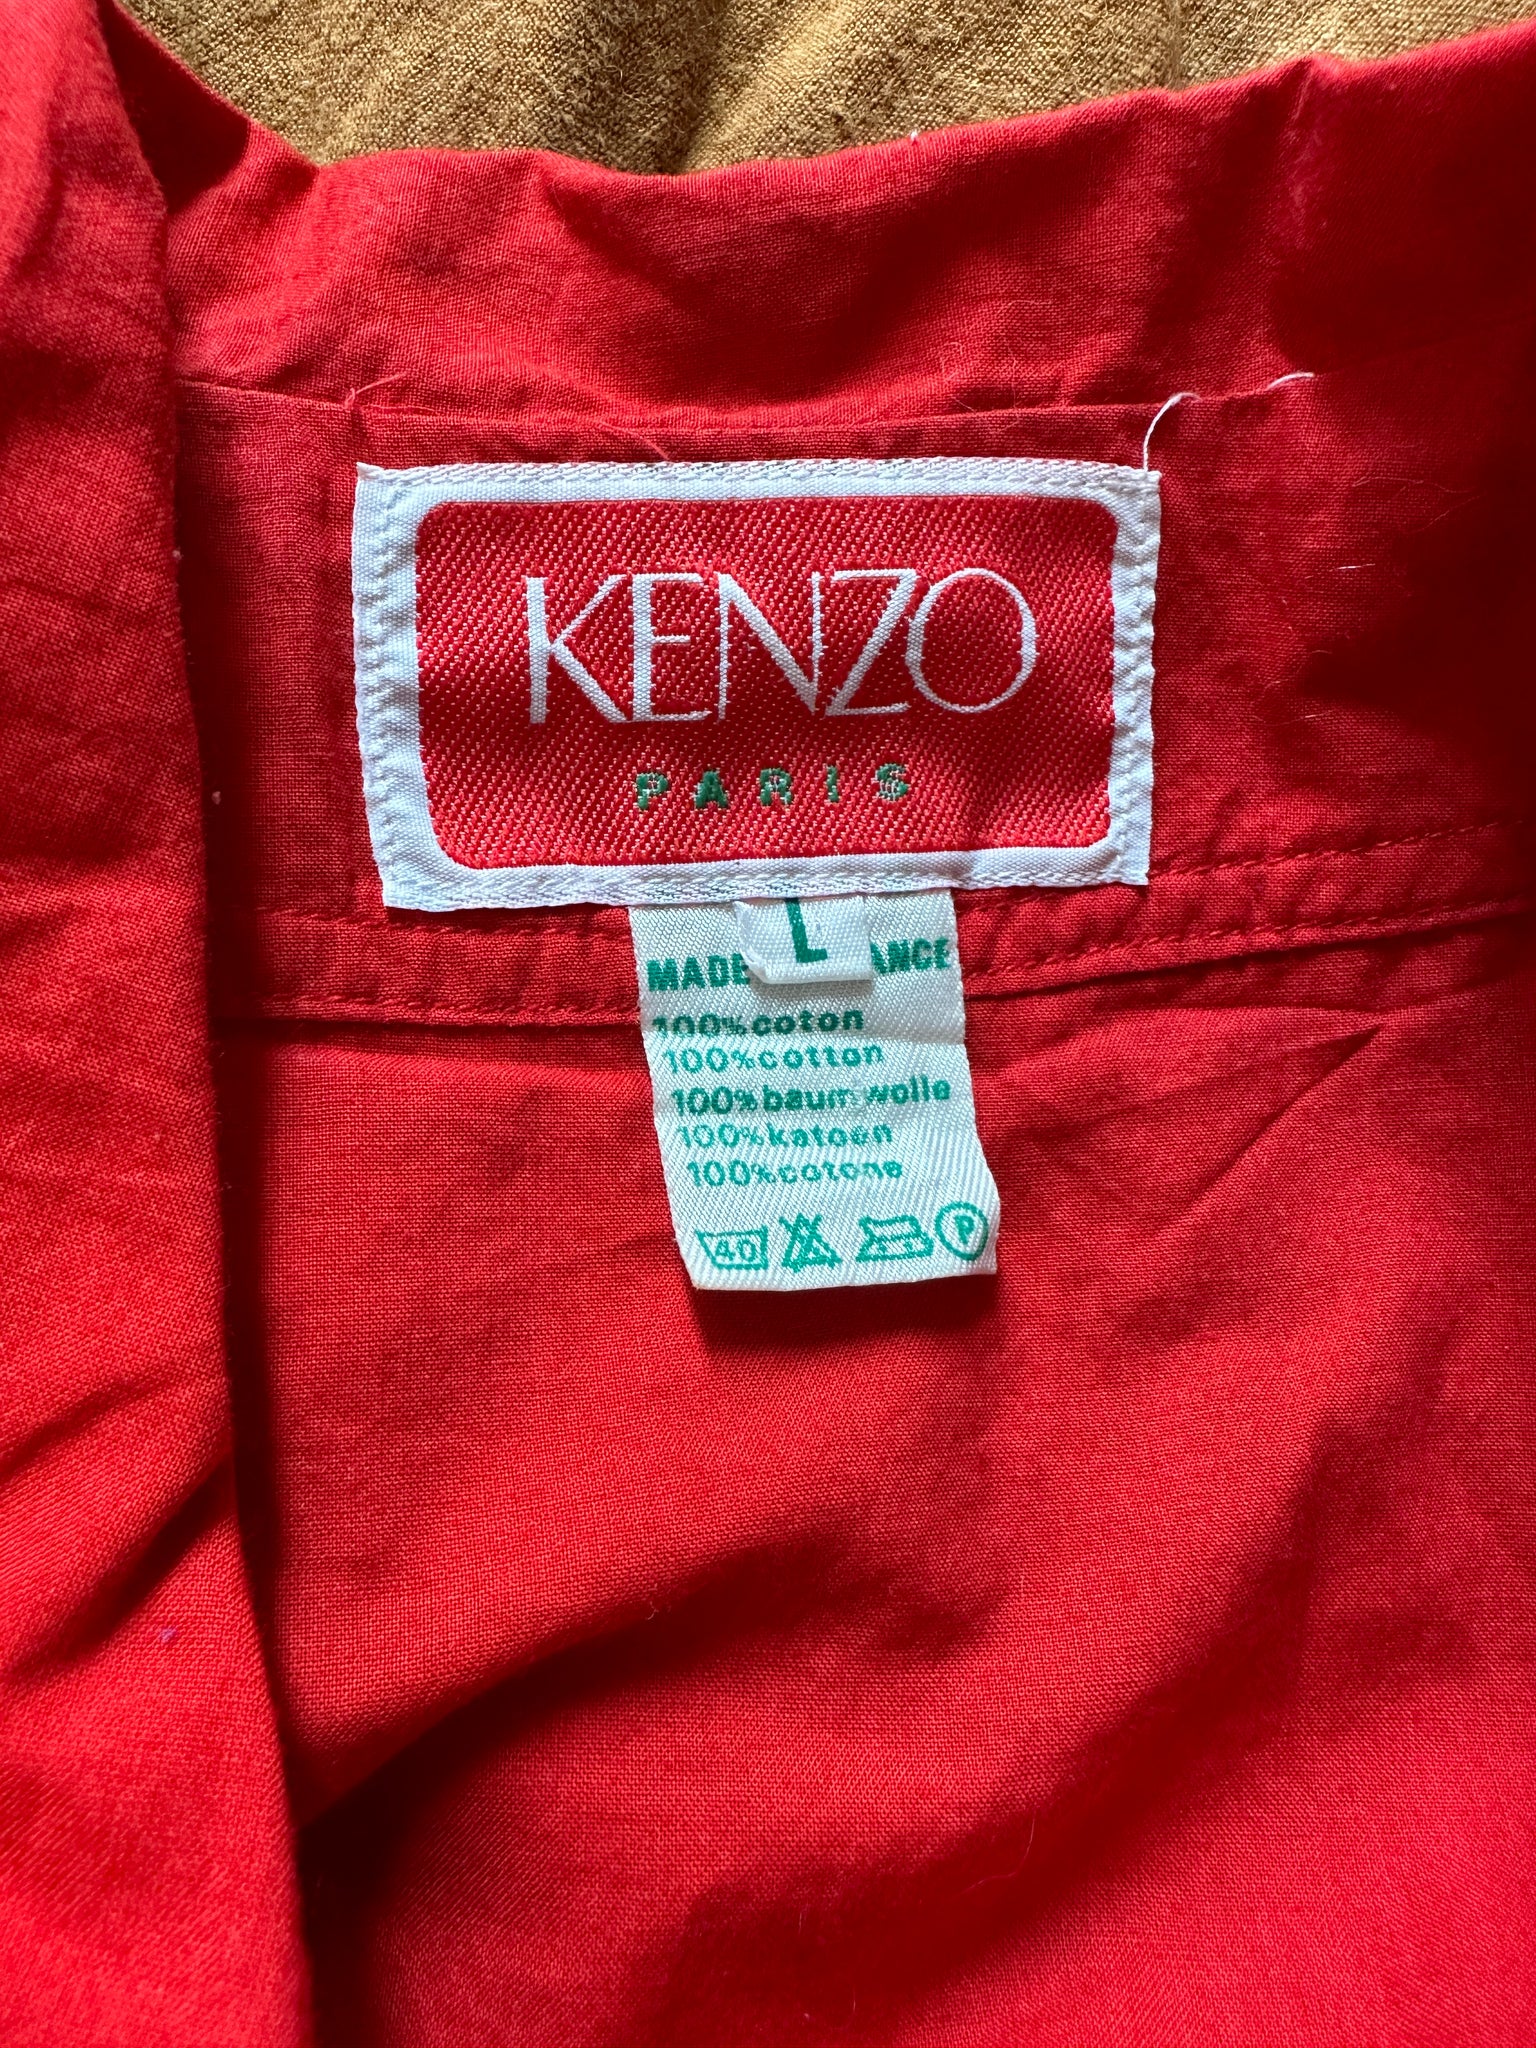 KENZO
PARIS
L
MADE ANCE
100% coton
100% cotton
100% baumwolle
100% katoen
100% cotone
40 P